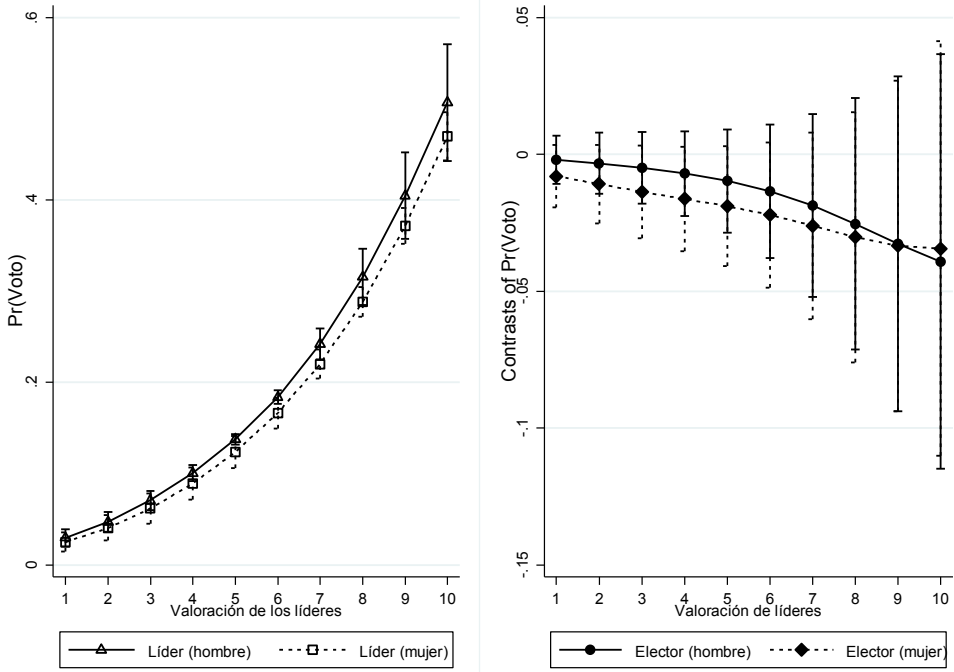 Pr(Voto)
.6
.4
.2
0
1 2 3 4 5 6 7 8 9 10
Valoración de los líderes
Líder (hombre) Líder (mujer)
Contrasts of Pr(Voto)
.05
0
-.05
-.1
-.15
1 2 3 4 5 6 7 8 9 10
Valoración de líderes
Elector (hombre) Elector (mujer)